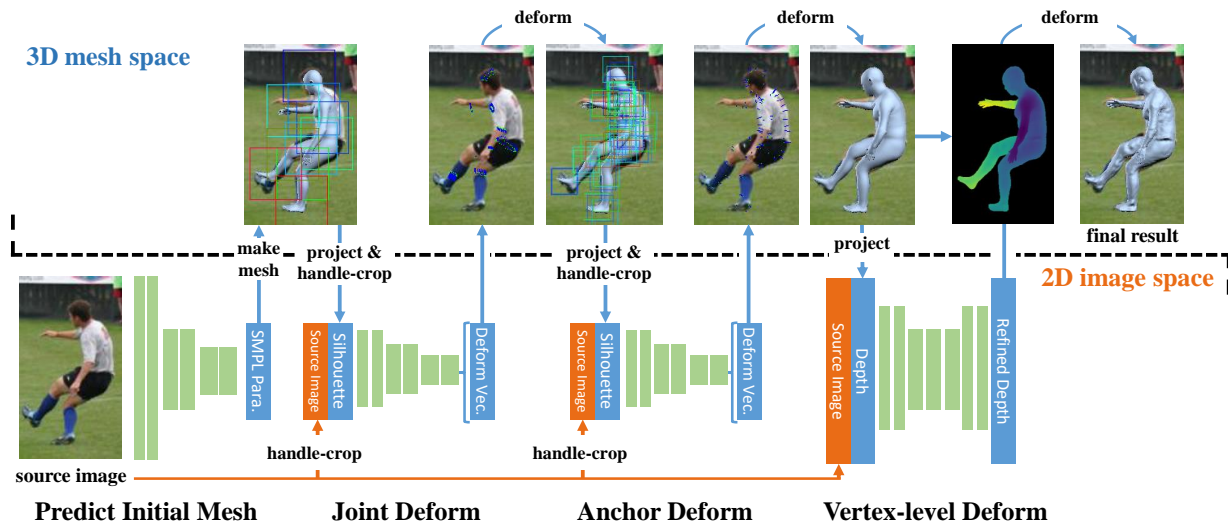 deform
deform
deform
3D mesh space
make
mesh
project &
handle-crop
project &
handle-crop
project
final result
2D image space
SMPL Para.
Source Image
Silhouette
Deform Vec.
Source Image
Silhouette
Deform Vec.
Source Image
Depth
Refined Depth
handle-crop
handle-crop
source image
Predict Initial Mesh
Joint Deform
Anchor Deform
Vertex-level Deform